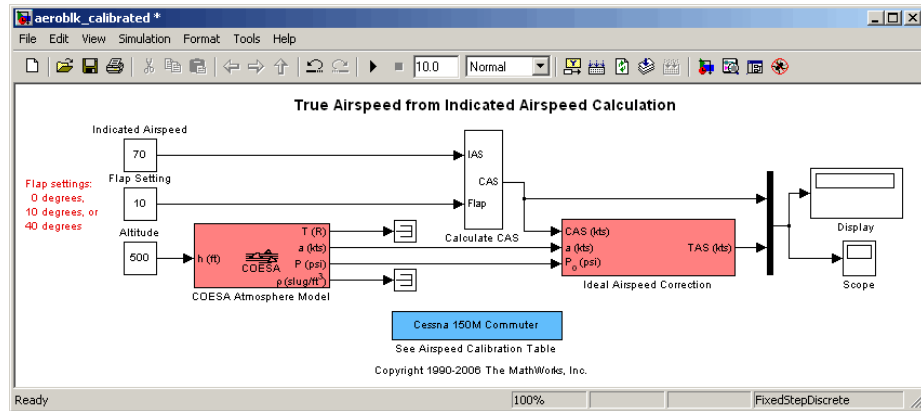 aeroblk_calibrated *
File Edit View Simulation Format Tools Help
10.0 Normal
True Airspeed from Indicated Airspeed Calculation
Indicated Airspeed
70
IAS
CAS
Flap
Calculate CAS
Flap settings:
0 degrees,
10 degrees, or
40 degrees
Flap Setting
10
Altitude
500
h (ft)
COESA
T (R)
a (kts)
P (psi)
ρ (slug/ft³)
COESA Atmosphere Model
CAS (kts)
a (kts)
P₀ (psi)
TAS (kts)
Ideal Airspeed Correction
Display
Scope
Cessna 150M Commuter
See Airspeed Calibration Table
Copyright 1990-2006 The MathWorks, Inc.
Ready 100% FixedStepDiscrete